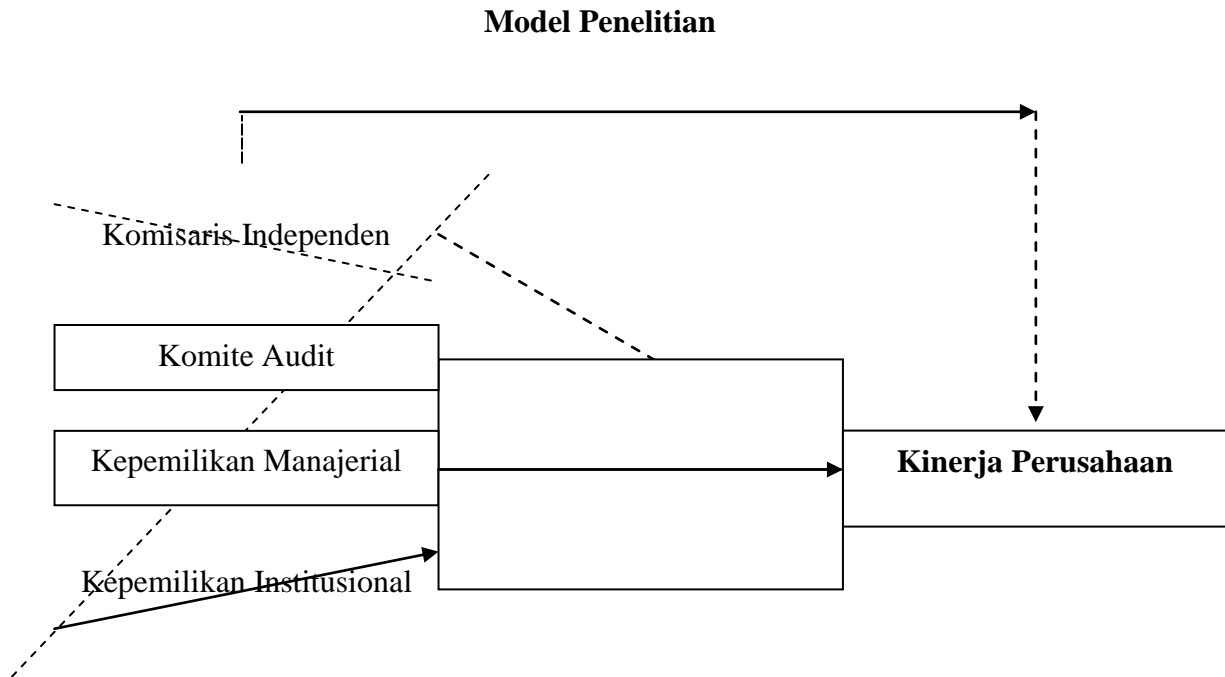 Model Penelitian
Komisaris Independen
Komite Audit
Kepemilikan Manajerial
Kinerja Perusahaan
Kepemilikan Institusional